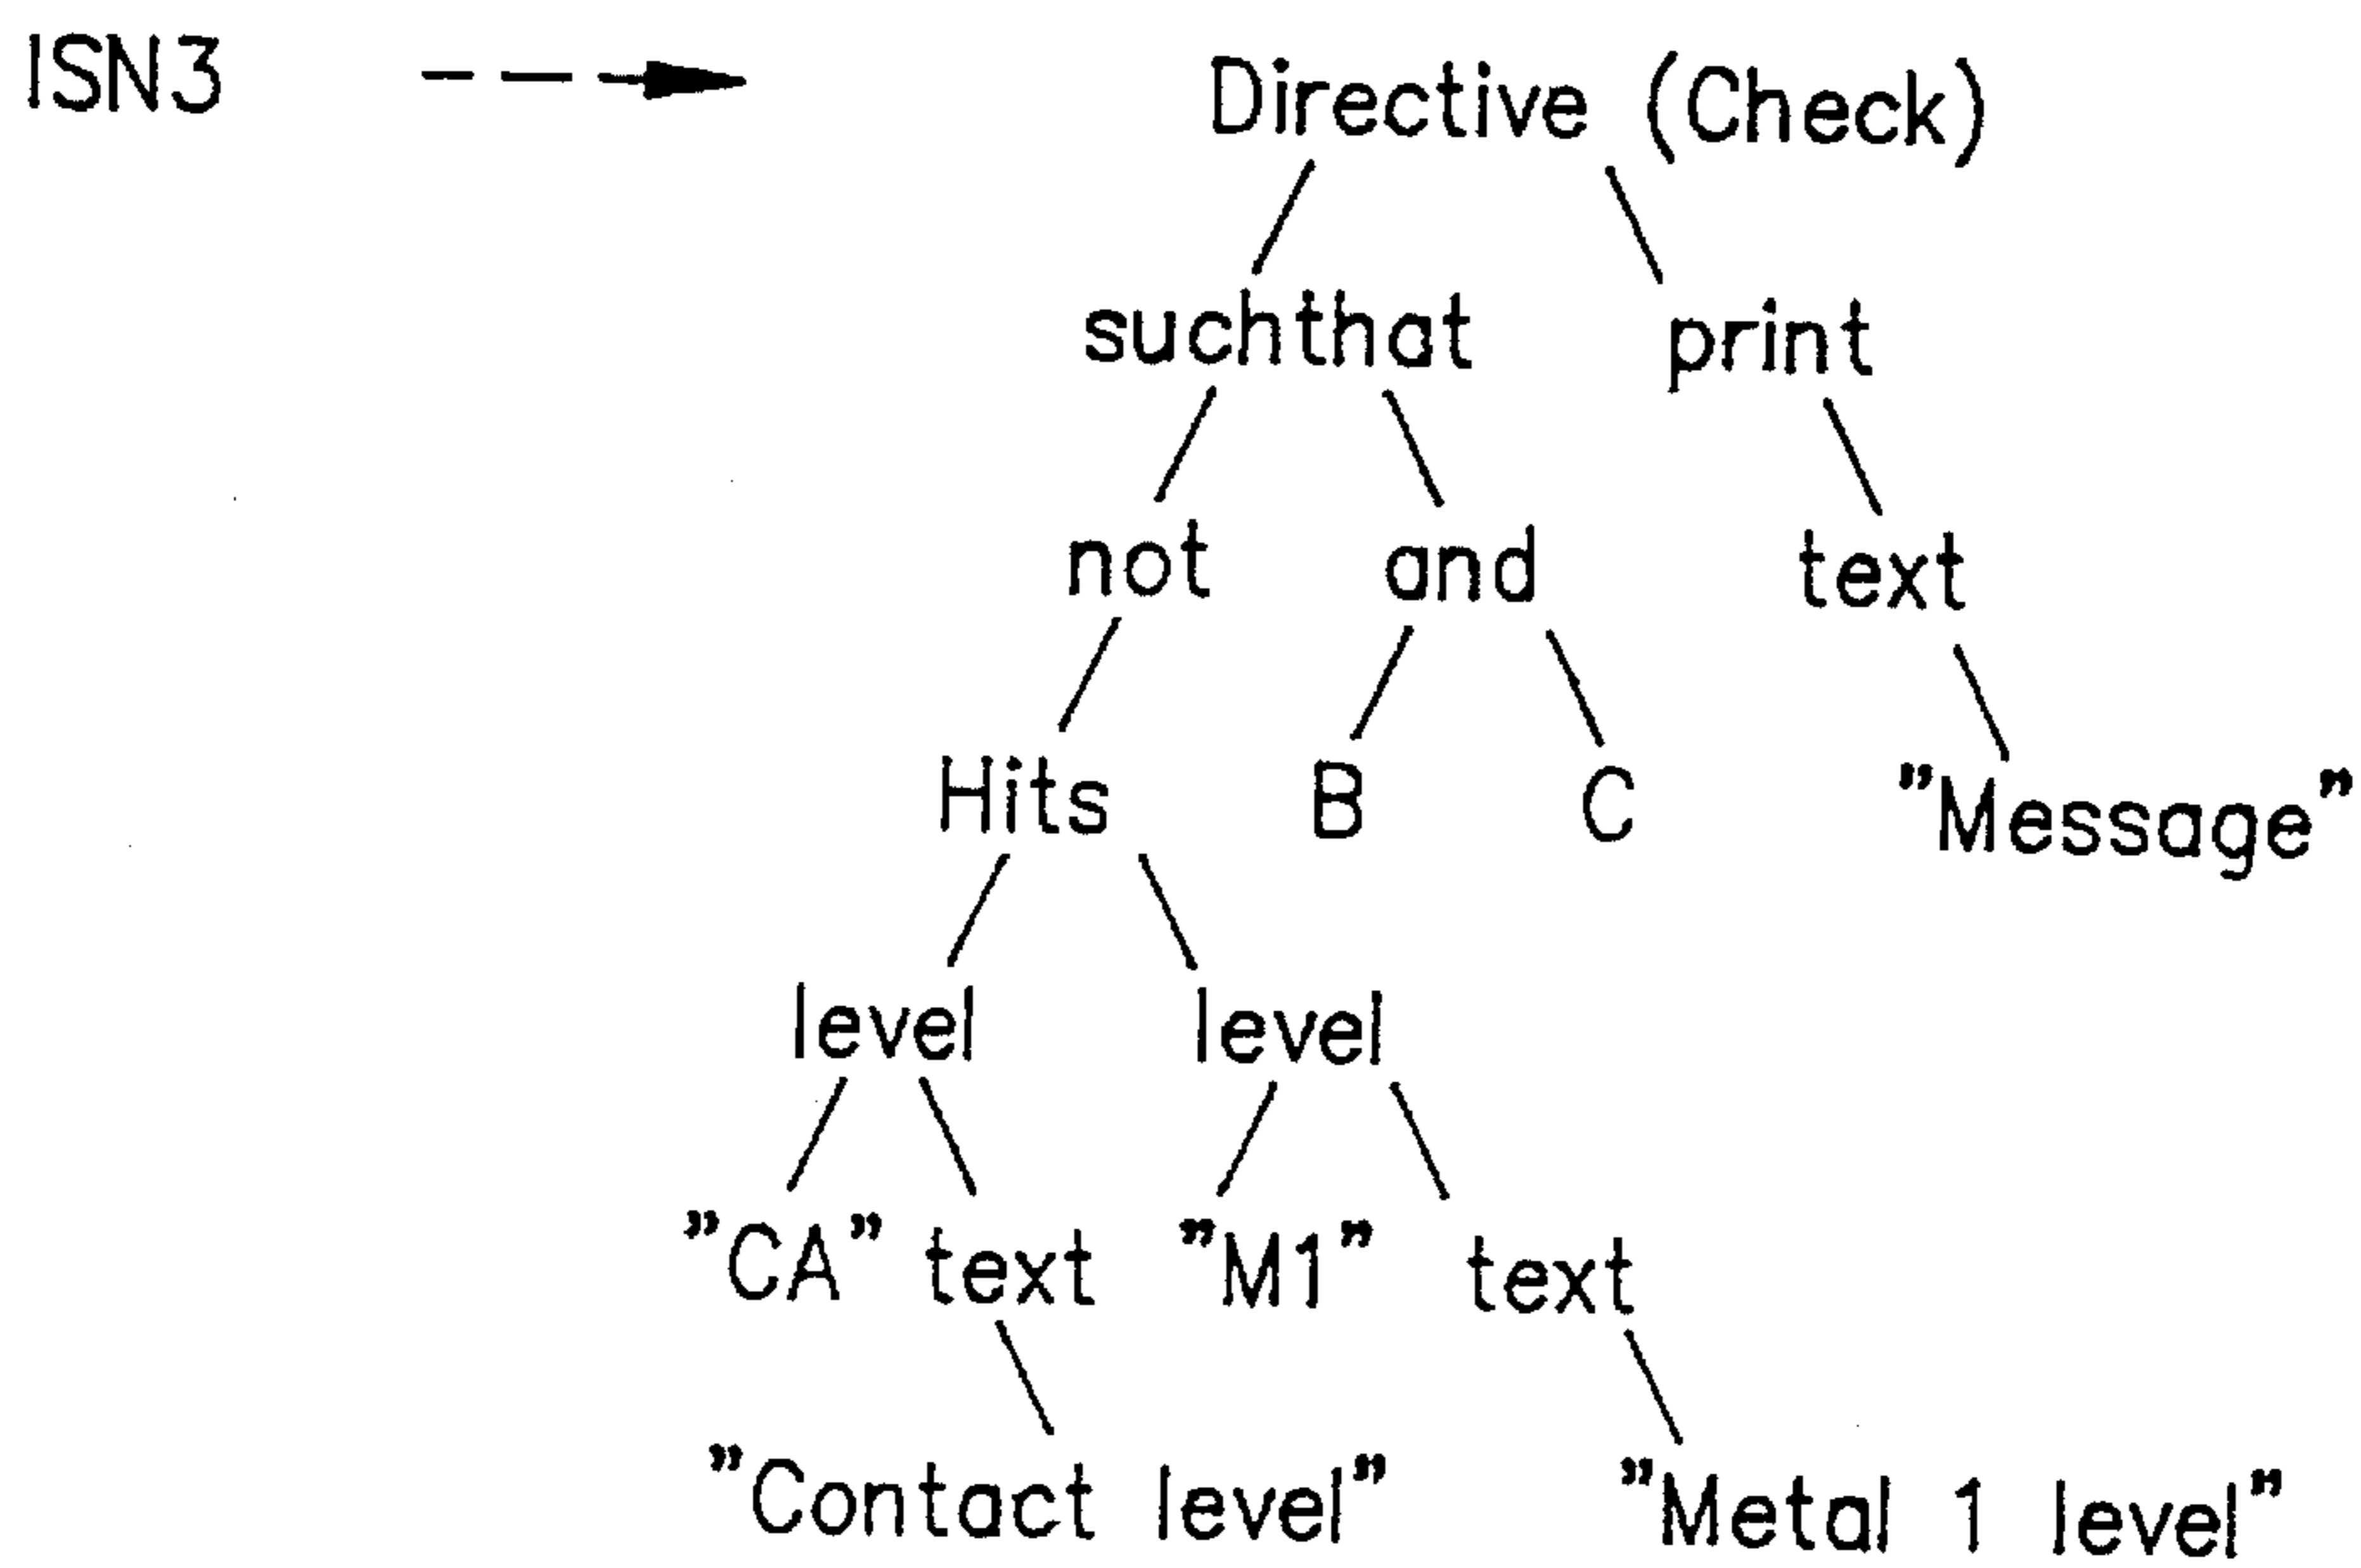 ISN3 Directive (Check)
suchthat print
not and text
Hits B C "Message"
level level
"CA" text "M1" text
"Contact level" "Metal 1 level"